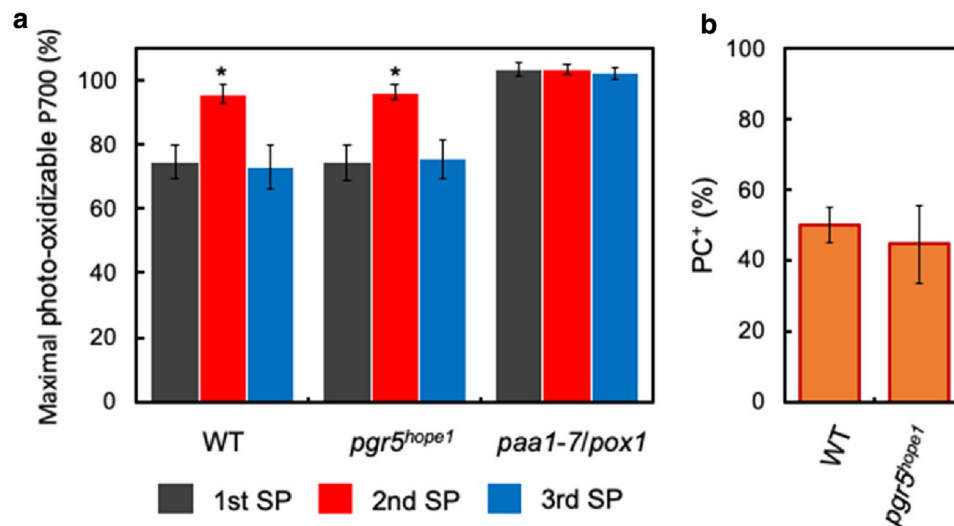 a
Maximal photo-oxidizable P700 (%)
100
80
60
40
20
0
*
*
WT
pgr5hope1
paa1-7/pox1
1st SP
2nd SP
3rd SP
b
PC+ (%)
100
80
60
40
20
0
WT
pgr5hope1